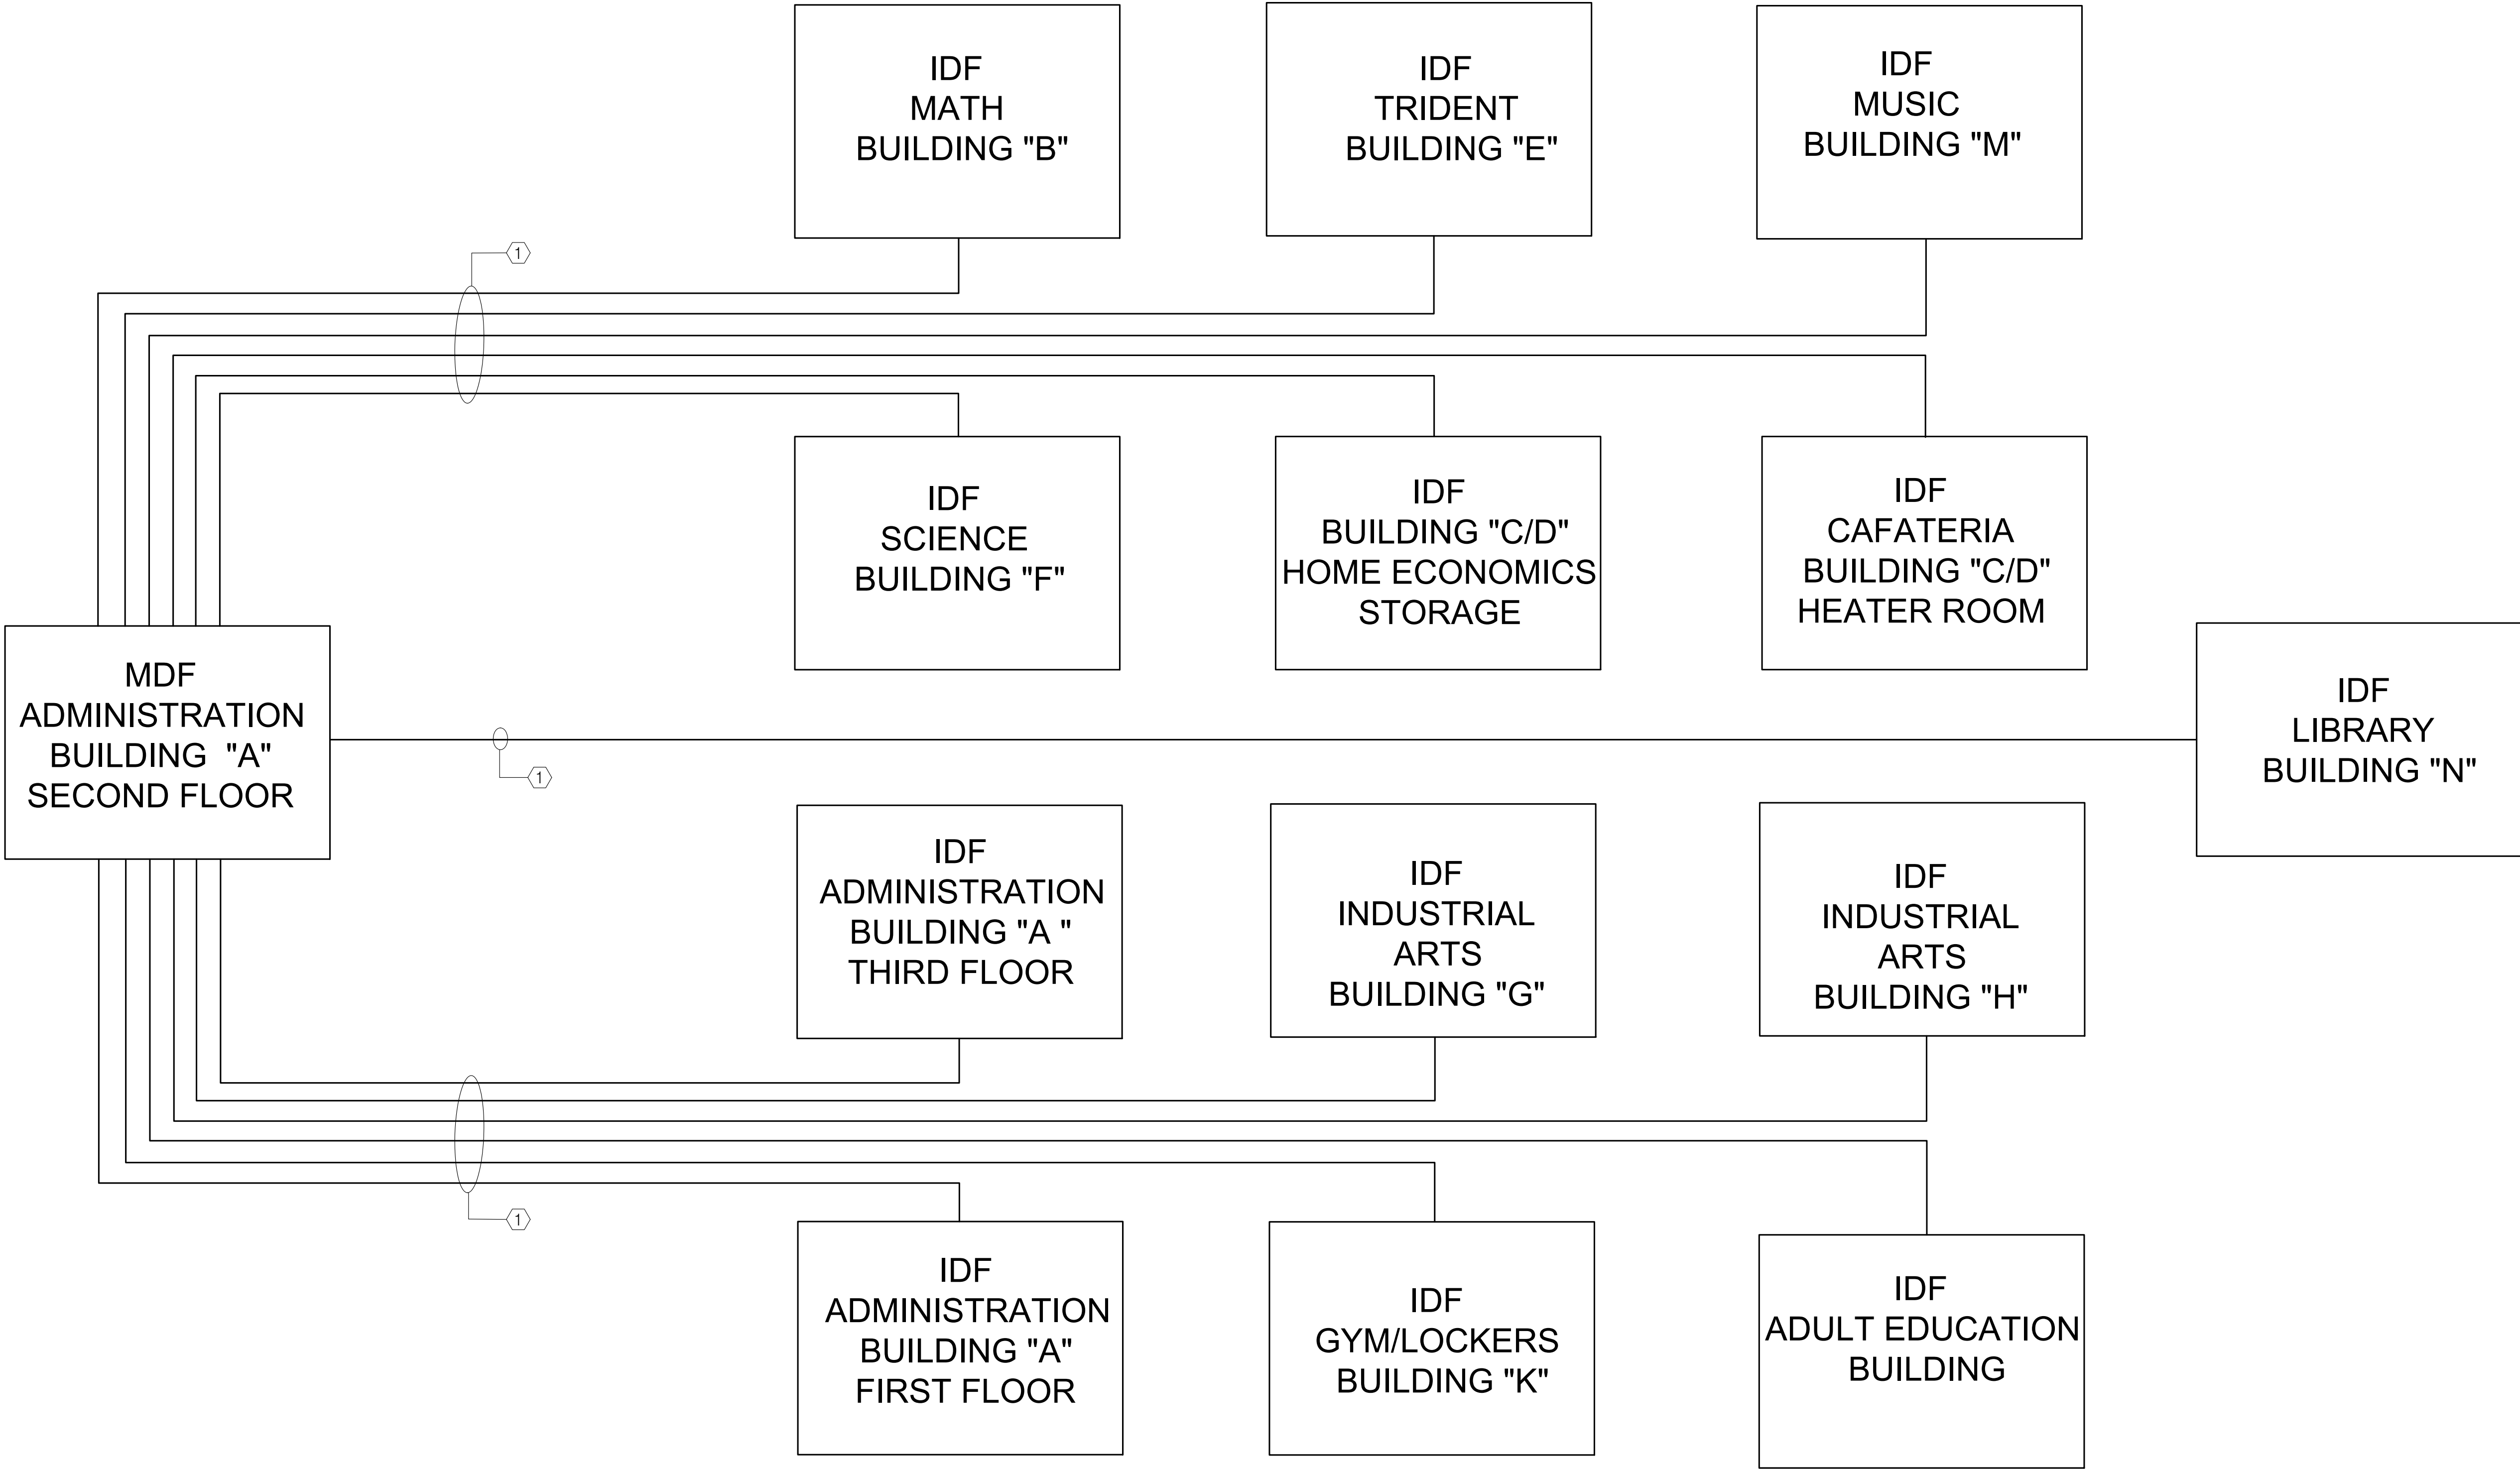 IDF
MATH
BUILDING "B"
IDF
TRIDENT
BUILDING "E"
IDF
MUSIC
BUILDING "M"
1
IDF
SCIENCE
BUILDING "F"
IDF
BUILDING "C/D"
HOME ECONOMICS
STORAGE
IDF
CAFATERIA
BUILDING "C/D"
HEATER ROOM
MDF
ADMINISTRATION
BUILDING "A"
SECOND FLOOR
1
IDF
LIBRARY
BUILDING "N"
IDF
ADMINISTRATION
BUILDING "A "
THIRD FLOOR
IDF
INDUSTRIAL
ARTS
BUILDING "G"
IDF
INDUSTRIAL
ARTS
BUILDING "H"
1
IDF
ADMINISTRATION
BUILDING "A"
FIRST FLOOR
IDF
GYM/LOCKERS
BUILDING "K"
IDF
ADULT EDUCATION
BUILDING